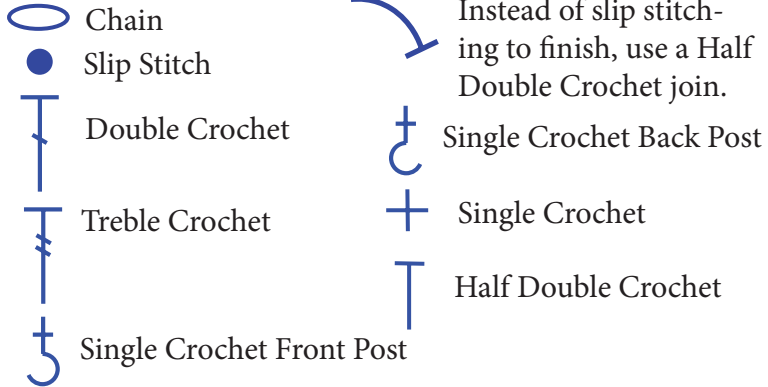 Chain
Slip Stitch
Double Crochet
Treble Crochet
Single Crochet Front Post
Instead of slip stitch-
ing to finish, use a Half
Double Crochet join.
Single Crochet Back Post
Single Crochet
Half Double Crochet